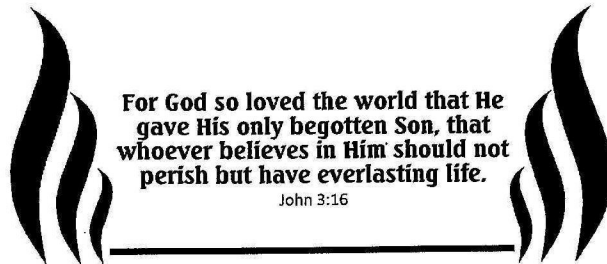 For God so loved the world that He
gave His only begotten Son, that
whoever believes in Him should not
perish but have everlasting life.
John 3:16